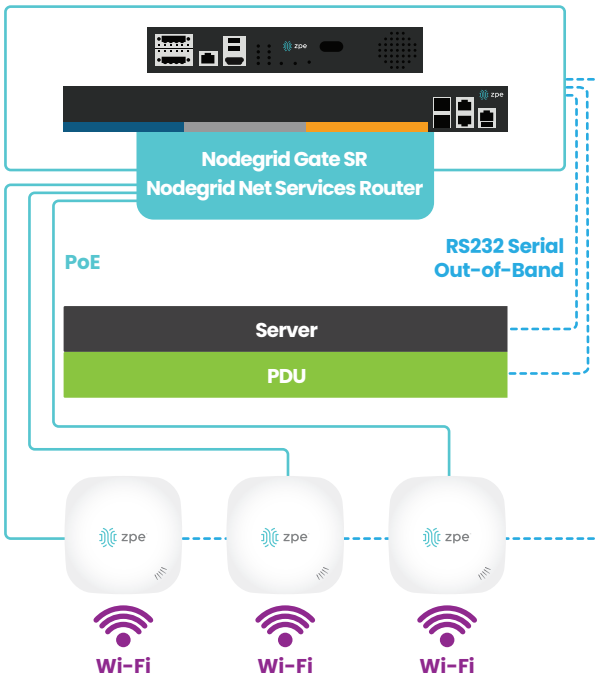 zpe
zpe
Nodegrid Gate SR
Nodegrid Net Services Router
PoE
RS232 Serial
Out-of-Band
Server
PDU
zpe
zpe
zpe
Wi-Fi
Wi-Fi
Wi-Fi